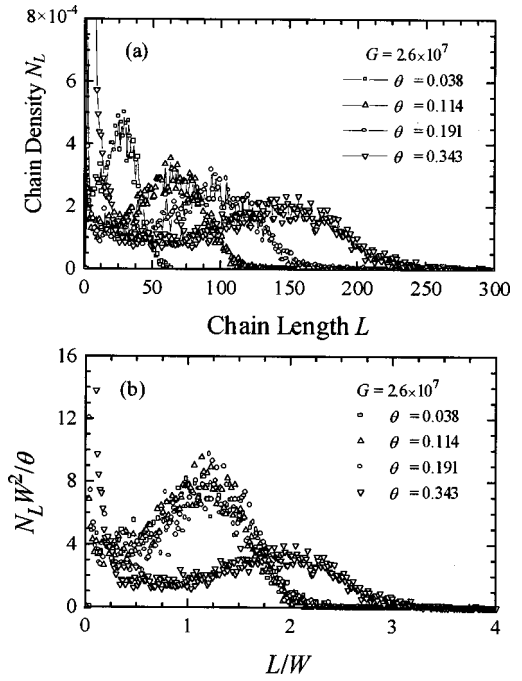 8×10⁻⁴
(a)
G = 2.6×10⁷
θ = 0.038
θ = 0.114
θ = 0.191
θ = 0.343
6
4
2
0
Chain Density N_L
0 50 100 150 200 250 300
Chain Length L
16
(b)
G = 2.6×10⁷
θ = 0.038
θ = 0.114
θ = 0.191
θ = 0.343
12
8
4
0
N_L W²/θ
0 1 2 3 4
L/W